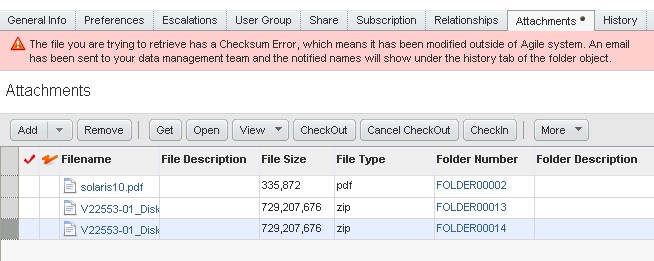 General Info Preferences Escalations User Group Share Subscription Relationships Attachments History
The file you are trying to retrieve has a Checksum Error, which means it has been modified outside of Agile system. An email
has been sent to your data management team and the notified names will show under the history tab of the folder object.
Attachments
Add Remove Get Open View CheckOut Cancel CheckOut CheckIn More
Filename File Description File Size File Type Folder Number Folder Description
solaris10.pdf 335,872 pdf FOLDER00002
V22553-01_Disk 729,207,676 zip FOLDER00013
V22553-01_Disk 729,207,676 zip FOLDER00014